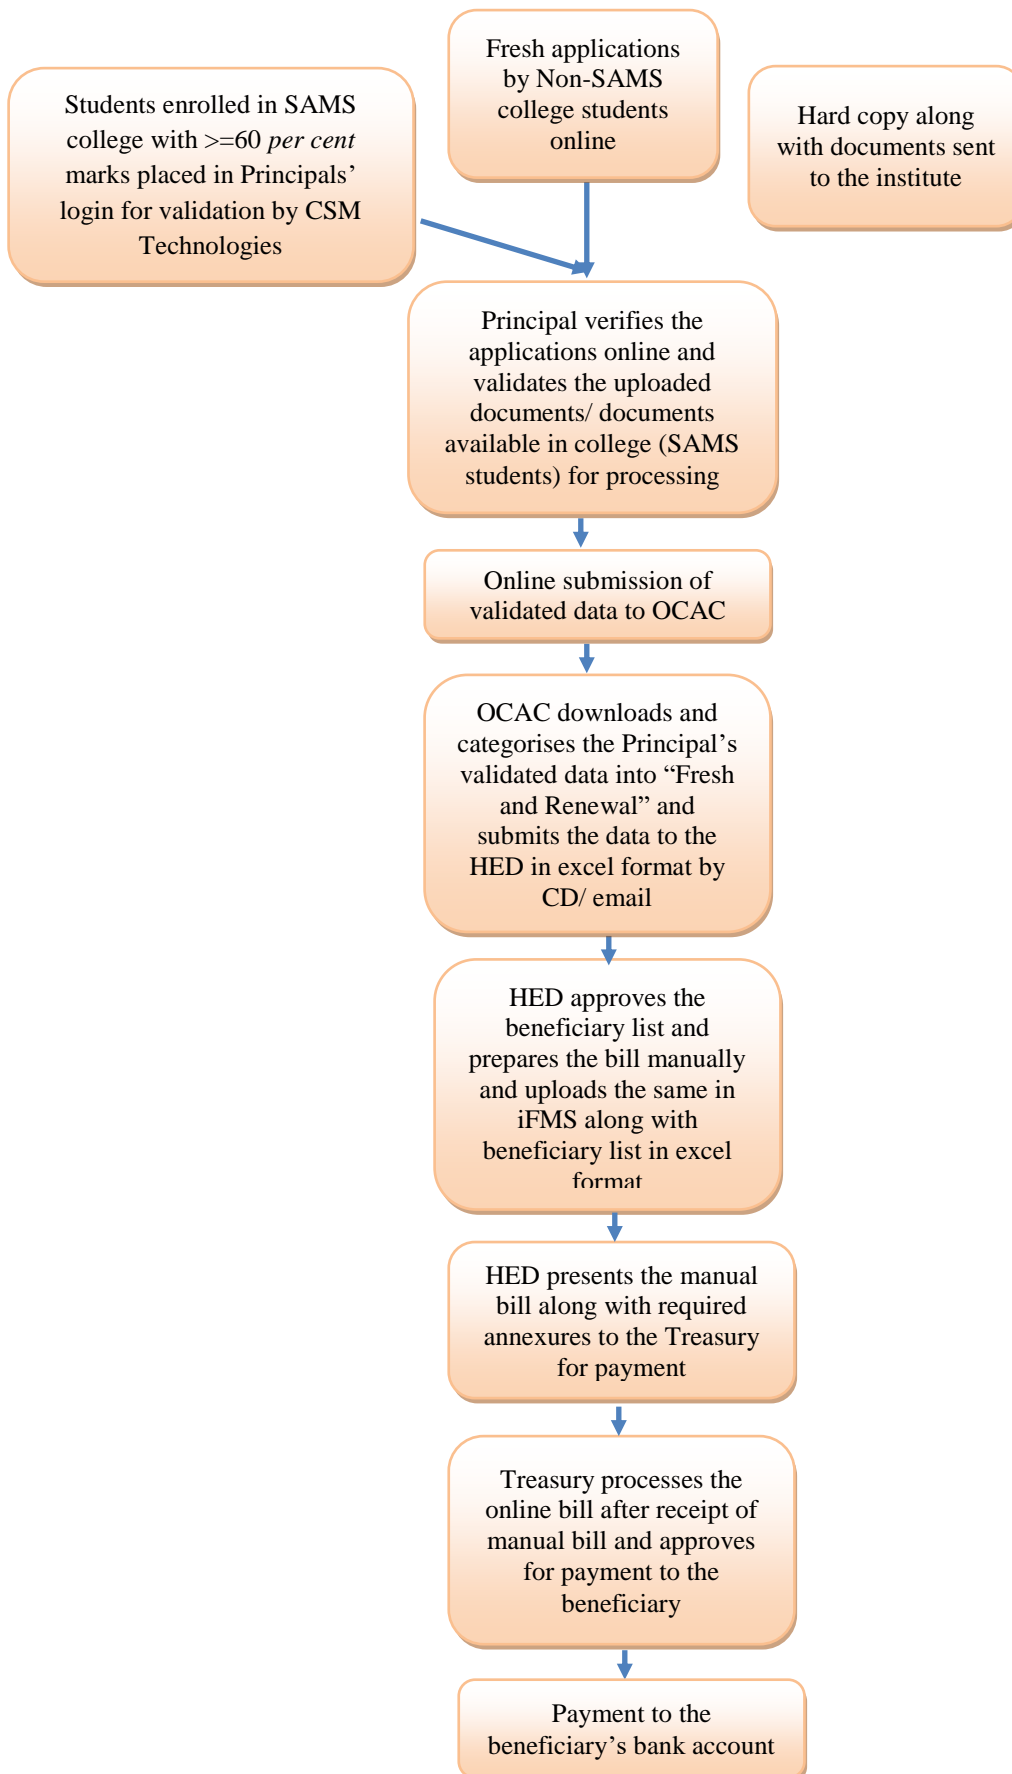 Students enrolled in SAMS
college with >=60 per cent
marks placed in Principals’
login for validation by CSM
Technologies
Fresh applications
by Non-SAMS
college students
online
Hard copy along
with documents sent
to the institute
Principal verifies the
applications online and
validates the uploaded
documents/ documents
available in college (SAMS
students) for processing
Online submission of
validated data to OCAC
OCAC downloads and
categorises the Principal’s
validated data into “Fresh
and Renewal” and
submits the data to the
HED in excel format by
CD/ email
HED approves the
beneficiary list and
prepares the bill manually
and uploads the same in
iFMS along with
beneficiary list in excel
format
HED presents the manual
bill along with required
annexures to the Treasury
for payment
Treasury processes the
online bill after receipt of
manual bill and approves
for payment to the
beneficiary
Payment to the
beneficiary’s bank account